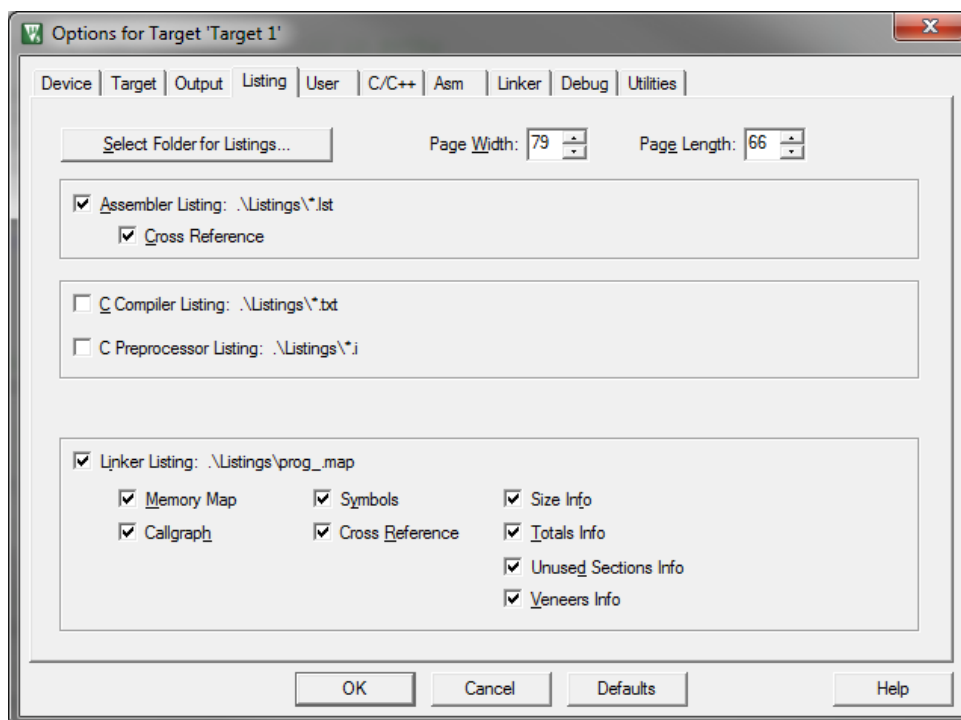 Options for Target 'Target 1'
Device Target Output Listing User C/C++ Asm Linker Debug Utilities
Select Folder for Listings... Page Width: 79 Page Length: 66
Assembler Listing: .\Listings\*.lst
Cross Reference
C Compiler Listing: .\Listings\*.txt
C Preprocessor Listing: .\Listings\*.i
Linker Listing: .\Listings\prog_.map
Memory Map Symbols Size Info
Callgraph Cross Reference Totals Info
Unused Sections Info
Veneers Info
OK Cancel Defaults Help